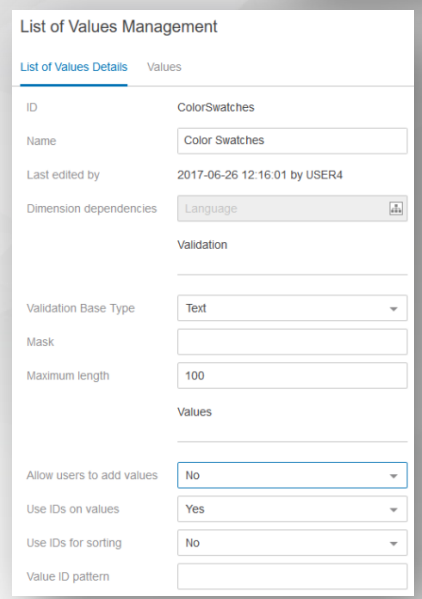 List of Values Management
List of Values Details Values
ID ColorSwatches
Name Color Swatches
Last edited by 2017-06-26 12:16:01 by USER4
Dimension dependencies Language
Validation
Validation Base Type Text
Mask
Maximum length 100
Values
Allow users to add values No
Use IDs on values Yes
Use IDs for sorting No
Value ID pattern